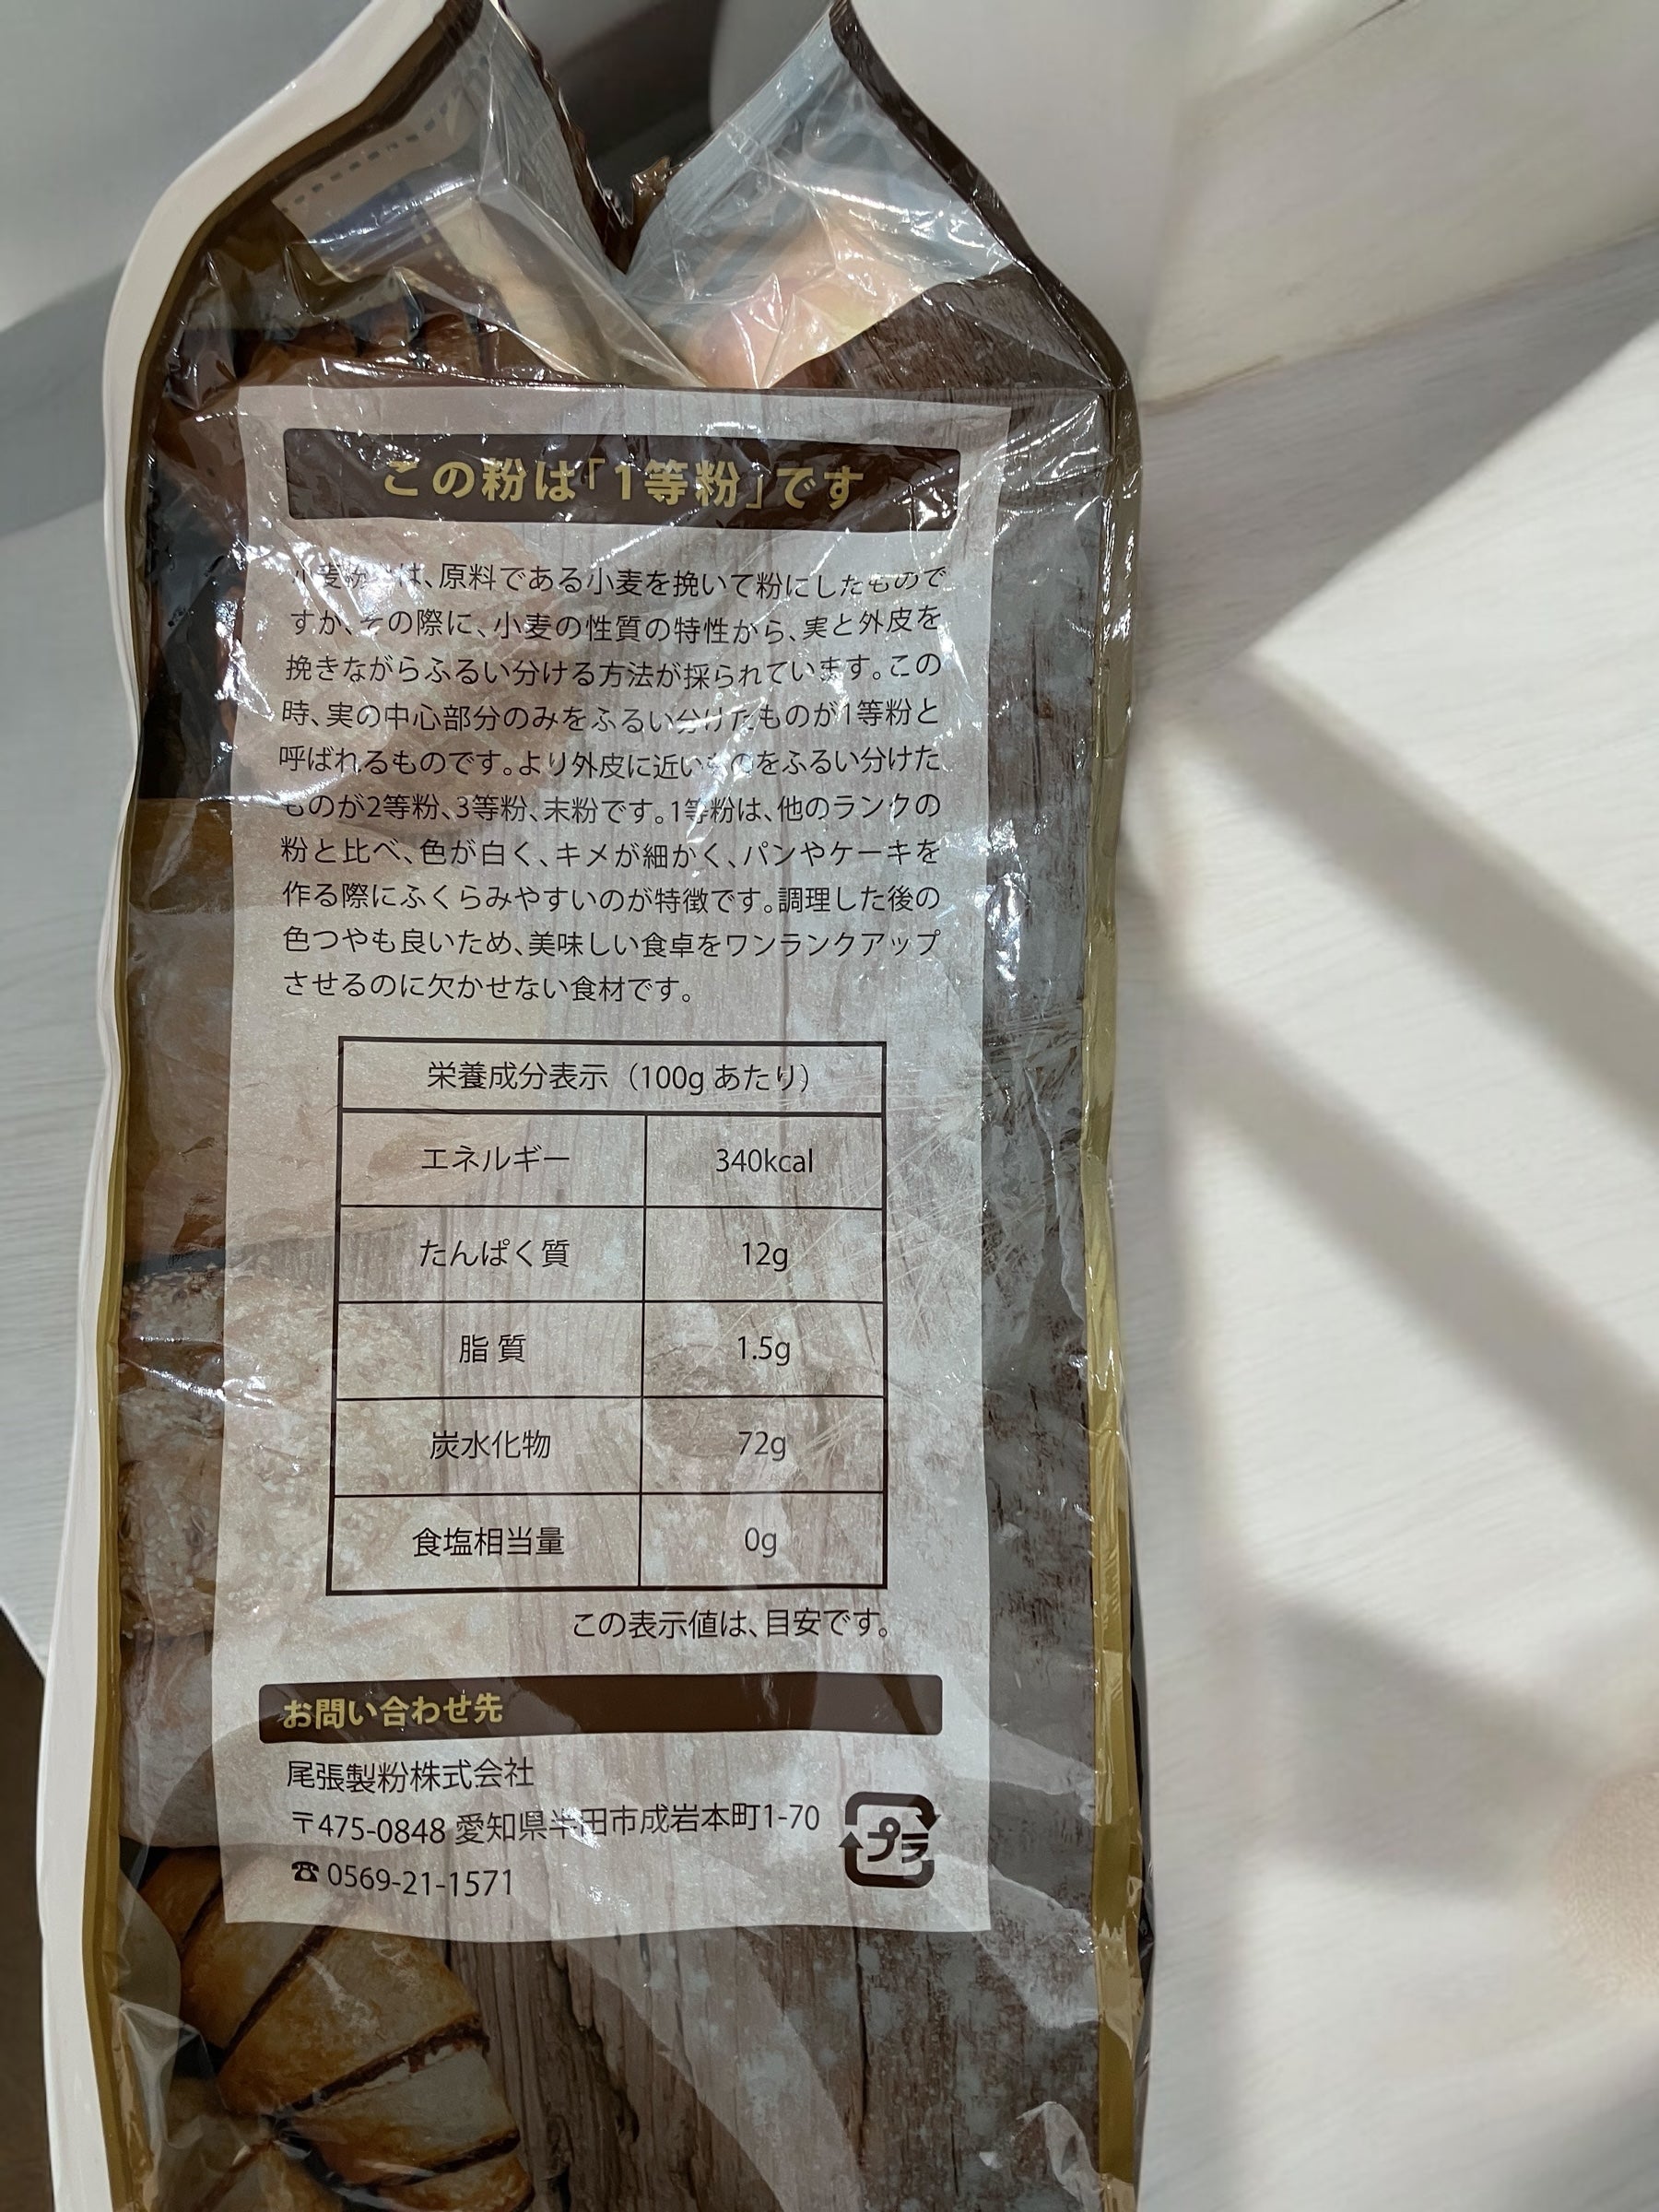 この粉は「1等粉」です
小麦粉は、原料である小麦を挽いて粉にしたもので
すが、その際に、小麦の性質の特性から、実と外皮を
挽きながらふるい分ける方法が採られています。この
時、実の中心部分のみをふるい分けたものが1等粉と
呼ばれるものです。より外皮に近いものをふるい分けた
ものが2等粉、3等粉、末粉です。1等粉は、他のランクの
粉と比べ、色が白く、キメが細かく、パンやケーキを
作る際にふくらみやすいのが特徴です。調理した後の
色つやも良いため、美味しい食卓をワンランクアップ
させるのに欠かせない食材です。
栄養成分表示（100gあたり）
エネルギー 340kcal
たんぱく質 12g
脂質 1.5g
炭水化物 72g
食塩相当量 0g
この表示値は、目安です。
お問い合わせ先
尾張製粉株式会社
〒475-0848 愛知県半田市成岩本町1-70
☎0569-21-1571
プラ